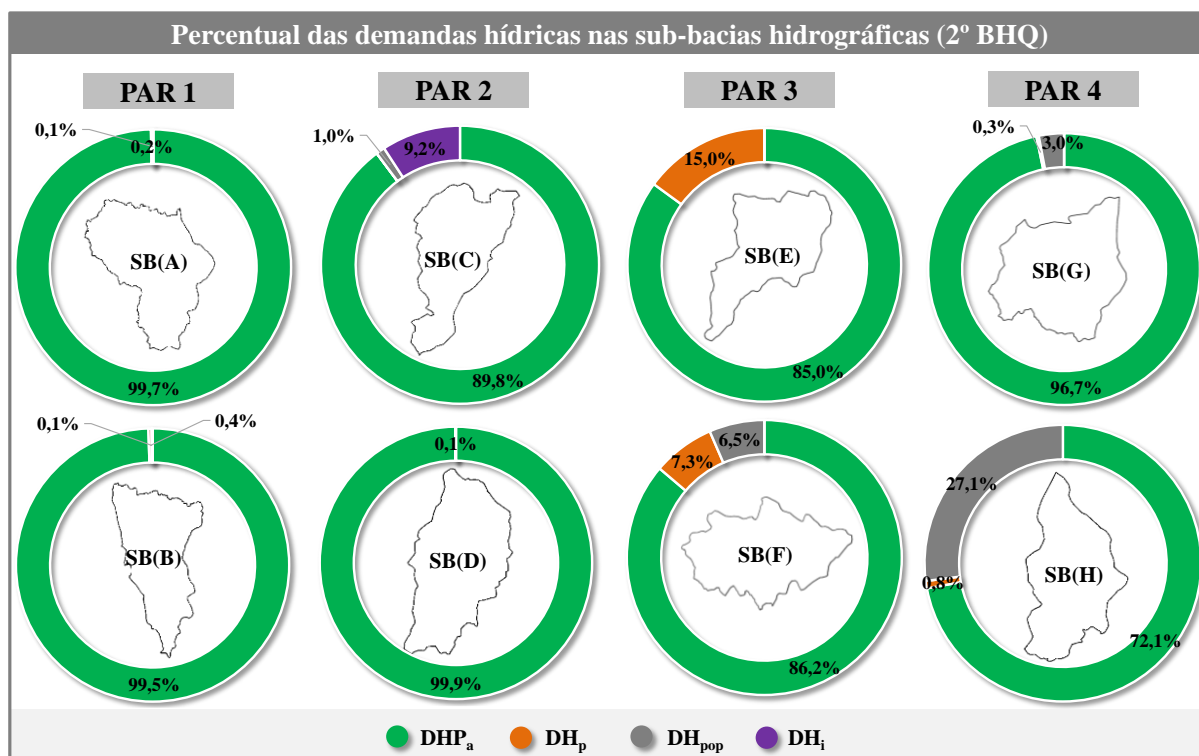 Percentual das demandas hídricas nas sub-bacias hidrográficas (2º BHQ)
PAR 1
PAR 2
PAR 3
PAR 4
0,1%
0,2%
SB(A)
99,7%
1,0%
9,2%
SB(C)
89,8%
15,0%
SB(E)
85,0%
0,3%
3,0%
SB(G)
96,7%
0,1%
0,4%
SB(B)
99,5%
0,1%
SB(D)
99,9%
7,3%
6,5%
SB(F)
86,2%
27,1%
0,8%
SB(H)
72,1%
DHPa
DHp
DHpop
DHi